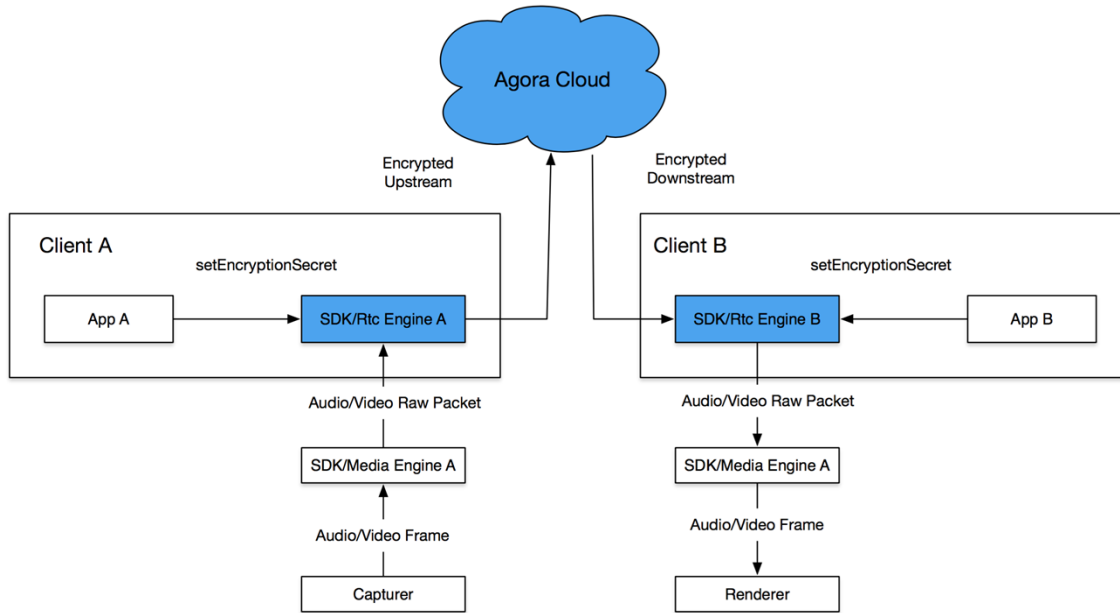 Agora Cloud
Encrypted
Upstream
Encrypted
Downstream
Client A
setEncryptionSecret
App A
SDK/Rtc Engine A
Client B
setEncryptionSecret
SDK/Rtc Engine B
App B
Audio/Video Raw Packet
SDK/Media Engine A
Audio/Video Frame
Capturer
Audio/Video Raw Packet
SDK/Media Engine A
Audio/Video Frame
Renderer